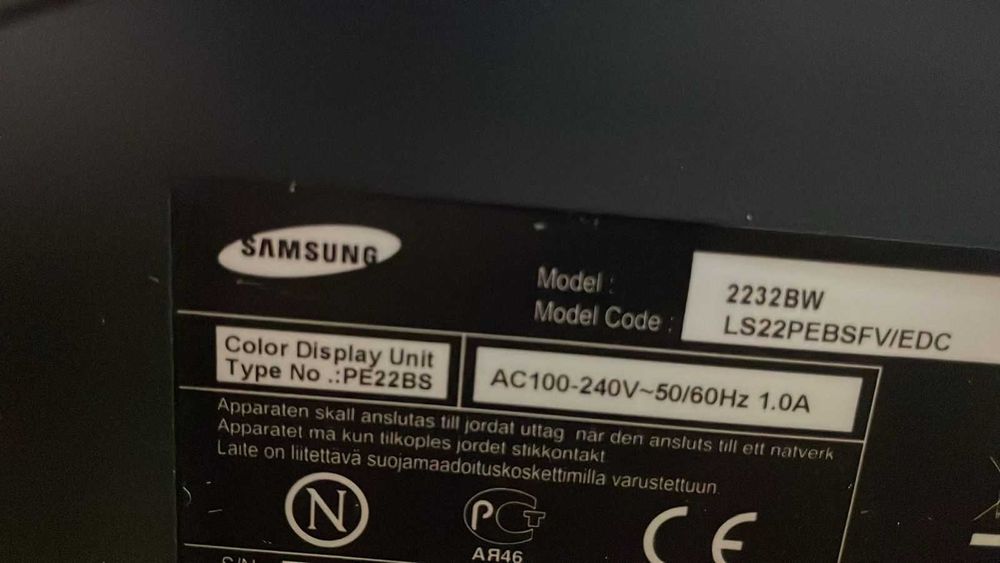 SAMSUNG
Model :
2232BW
Model Code :
LS22PEBSFV/EDC
Color Display Unit
Type No .:PE22BS
AC100-240V~50/60Hz 1.0A
Apparaten skall anslutas till jordat uttag när den ansluts till ett natverk
Apparatet ma kun tilkoples jordet stikkontakt
Laite on liitettävä suojamaadoituskoskettimilla varustettuun.
N
PCT
АЯ46
CE
S/N